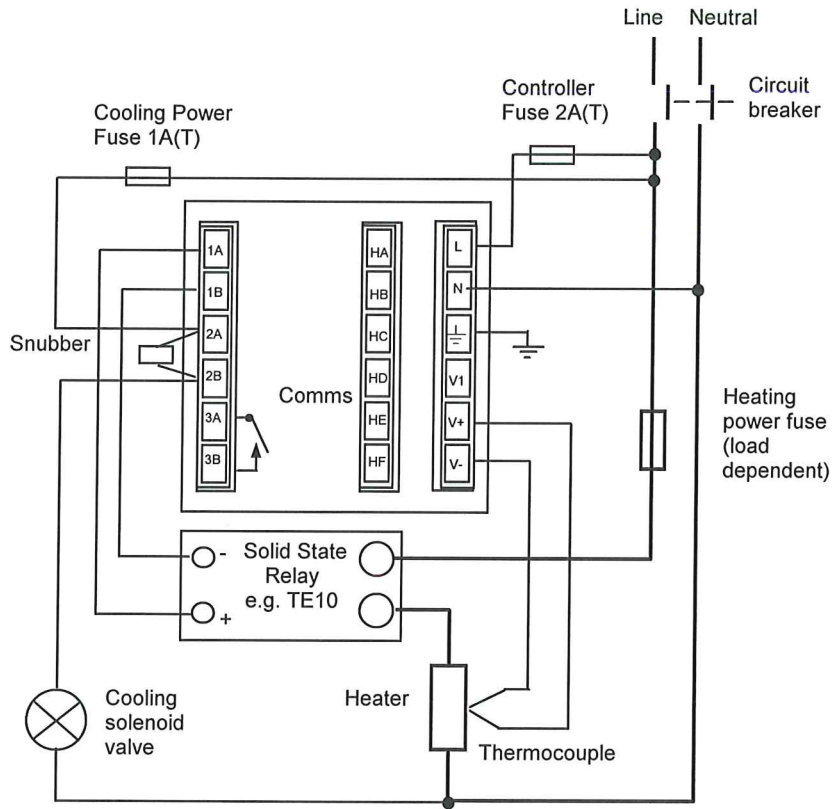 Line Neutral
Cooling Power
Fuse 1A(T)
Controller
Fuse 2A(T)
Circuit
breaker
1A
1B
2A
2B
3A
3B
Snubber
HA
HB
HC
HD
HE
HF
Comms
L
N
V1
V+
V-
Heating
power fuse
(load
dependent)
-
+
Solid State
Relay
e.g. TE10
Cooling
solenoid
valve
Heater
Thermocouple